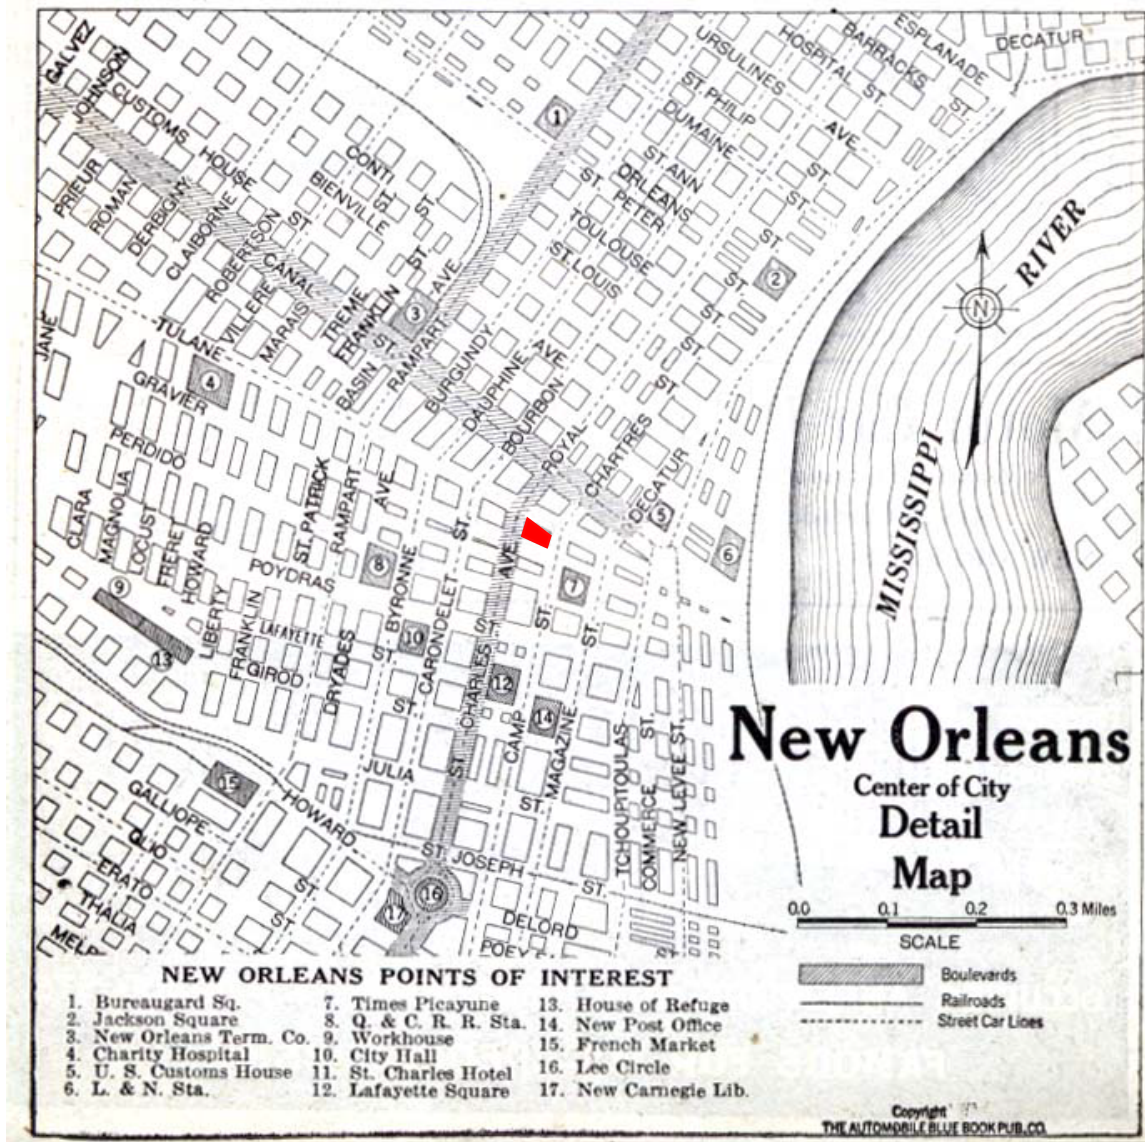 ESPLANADE
DECATUR
BARRACKS
HOSPITAL ST.
URSULINES AVE.
ST. PHILIP ST.
DUMAINE ST.
ST. ANN ST.
ORLEANS ST.
ST. PETER
TOULOUSE ST.
ST. LOUIS ST.
GALVEZ
JOHNSON
CUSTOMS HOUSE ST.
CONTI ST.
BIENVILLE ST.
PRIEUR
ROMAN
DERBIGNY
CLAIBORNE
ROBERTSON
VILLERE
MARAIS
TREME
FRANKLIN
BASIN
CANAL ST.
RAMPART AVE.
BURGUNDY
DAUPHINE AVE
BOURBON
ROYAL
CHARTRES
DECATUR
MISSISSIPPI RIVER
N
1
2
3
4
5
6
7
8
9
10
12
13
14
15
16
17
JANE
TULANE AVE.
GRAVIER ST.
PERDIDO
CLARA
MAGNOLIA
LOCUST
FRERET
HOWARD
LIBERTY
FRANKLIN
ST. PATRICK
RAMPART
DRYADES
BYRONNE
CARONDELET
ST. CHARLES AVE.
CAMP ST.
MAGAZINE ST.
TCHOUPITOULAS
COMMERCE ST.
NEW LEVEE ST.
POYDRAS ST.
LAFAYETTE
GIROD ST.
JULIA ST.
HOWARD
ST. JOSEPH ST.
DELORD
GALLIOPE ST.
CLIO ST.
ERATO
THALIA
New Orleans
Center of City
Detail
Map
0.0 0.1 0.2 0.3 Miles
SCALE
Boulevards
Railroads
Street Car Lines
NEW ORLEANS POINTS OF INTEREST
1. Bureaugard Sq. 7. Times Picayune 13. House of Refuge
2. Jackson Square 8. Q. & C. R. R. Sta. 14. New Post Office
3. New Orleans Term. Co. 9. Workhouse 15. French Market
4. Charity Hospital 10. City Hall 16. Lee Circle
5. U. S. Customs House 11. St. Charles Hotel 17. New Carnegie Lib.
6. L. & N. Sta. 12. Lafayette Square
Copyright
THE AUTOMOBILE BLUE BOOK PUB. CO.